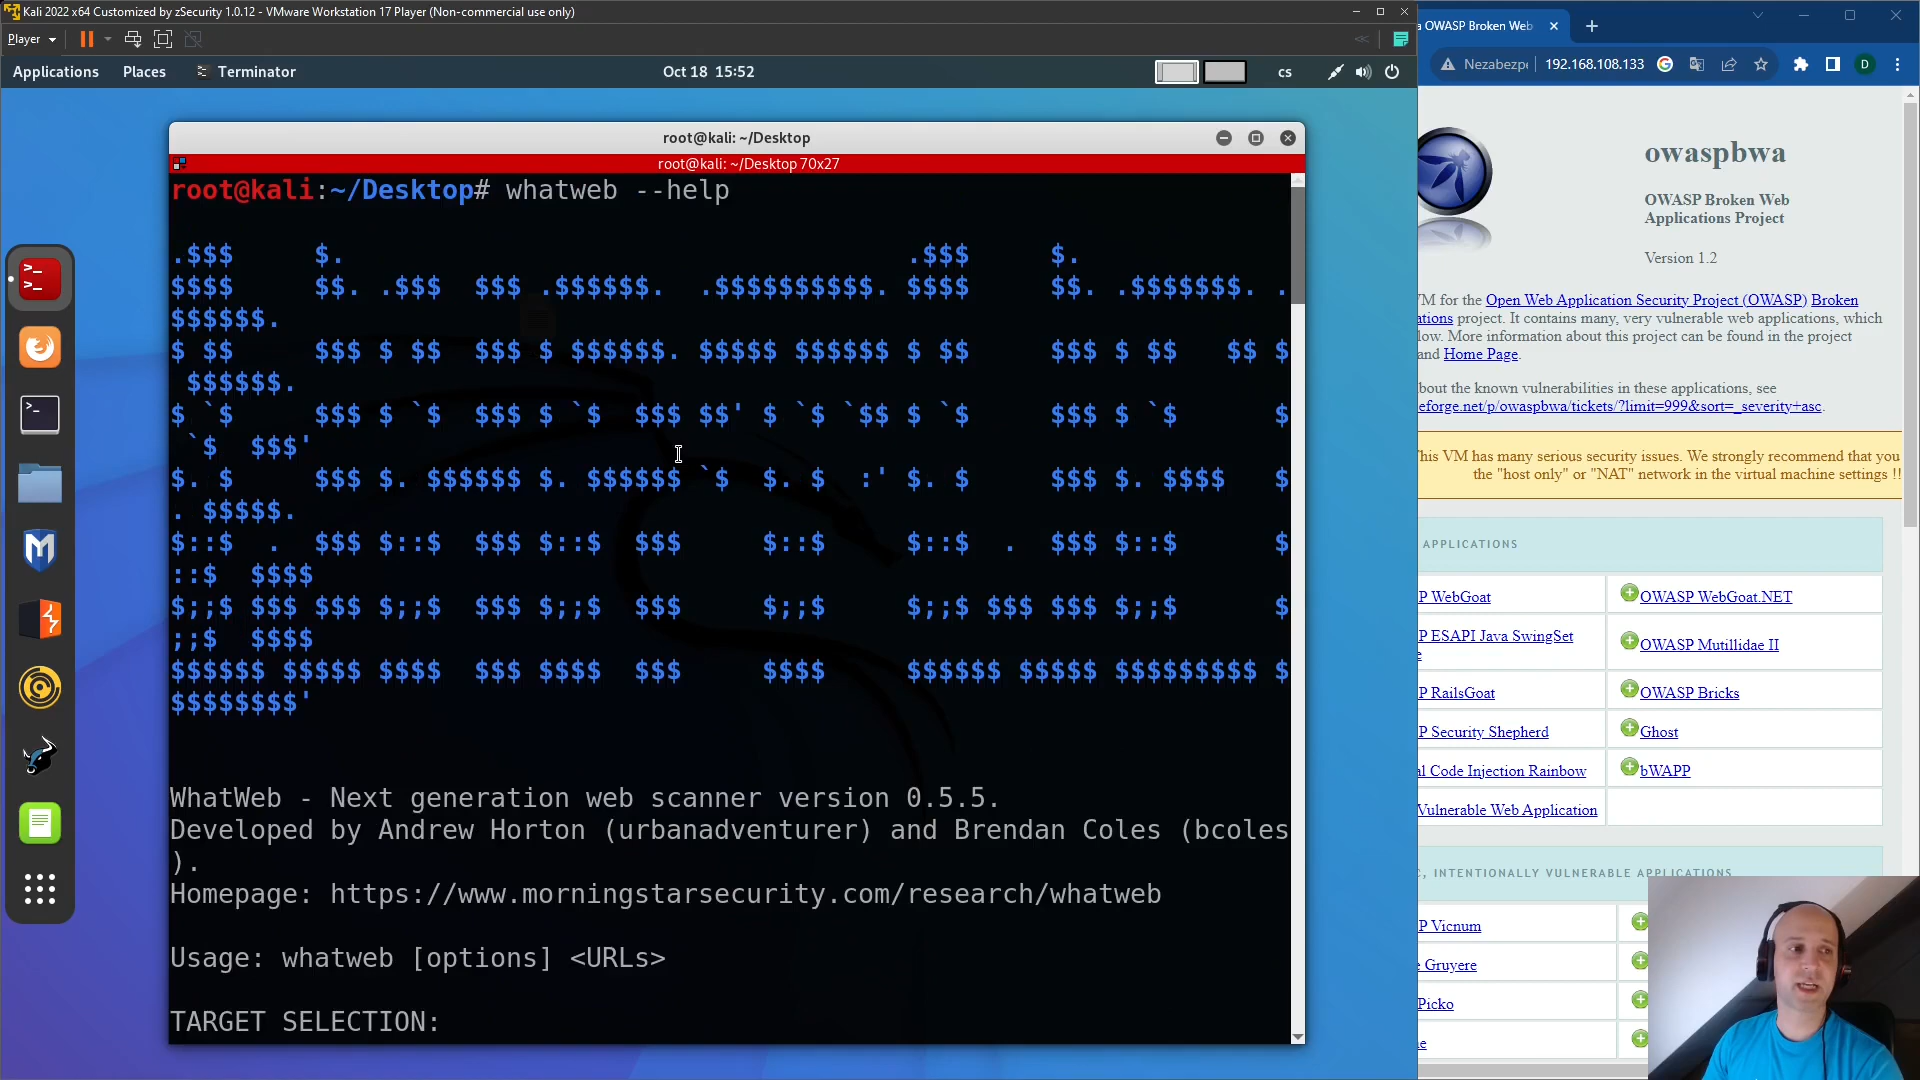 Kali 2022 x64 Customized by zSecurity 1.0.12 - VMware Workstation 17 Player (Non-commercial use only)
Player
Applications Places Terminator Oct 18 15:52 cs
root@kali: ~/Desktop
root@kali: ~/Desktop 70x27
root@kali:~/Desktop# whatweb --help
.$$$     $.                                   .$$$     $.
$$$$     $$. .$$$  $$$ .$$$$$$.  .$$$$$$$$$$. $$$$     $$. .$$$$$$$. .
$$$$$$.
$ $$     $$$ $ $$  $$$ $ $$$$$$. $$$$$ $$$$$$ $ $$     $$$ $ $$   $$ $
 $$$$$$.
$ `$     $$$ $ `$  $$$ $ `$  $$$ $$' $ `$ `$$ $ `$     $$$ $ `$      $
 `$  $$$'
$. $     $$$ $. $$$$$$ $. $$$$$$ `$  $. $  :' $. $     $$$ $. $$$$   $
. $$$$$.
$::$  .  $$$ $::$  $$$ $::$  $$$     $::$     $::$  .  $$$ $::$      $
::$  $$$$
$;;$ $$$ $$$ $;;$  $$$ $;;$  $$$     $;;$     $;;$ $$$ $$$ $;;$      $
;;$  $$$$
$$$$$$ $$$$$ $$$$  $$$ $$$$  $$$     $$$$     $$$$$$ $$$$$ $$$$$$$$$ $
$$$$$$$$'
WhatWeb - Next generation web scanner version 0.5.5.
Developed by Andrew Horton (urbanadventurer) and Brendan Coles (bcoles
).
Homepage: https://www.morningstarsecurity.com/research/whatweb
Usage: whatweb [options] <URLs>
TARGET SELECTION:
a OWASP Broken Web
Nezabezpe 192.168.108.133 D
owaspbwa
OWASP Broken Web
Applications Project
Version 1.2
VM for the Open Web Application Security Project (OWASP) Broken
ations project. It contains many, very vulnerable web applications, which
low. More information about this project can be found in the project
and Home Page.
bout the known vulnerabilities in these applications, see
eforge.net/p/owaspbwa/tickets/?limit=999&sort=_severity+asc.
This VM has many serious security issues. We strongly recommend that you
the "host only" or "NAT" network in the virtual machine settings !!
APPLICATIONS
P WebGoat
OWASP WebGoat.NET
P ESAPI Java SwingSet
e
OWASP Mutillidae II
P RailsGoat
OWASP Bricks
P Security Shepherd
Ghost
al Code Injection Rainbow
bWAPP
Vulnerable Web Application
C, INTENTIONALLY VULNERABLE APPLICATIONS
P Vicnum
e Gruyere
Picko
ne